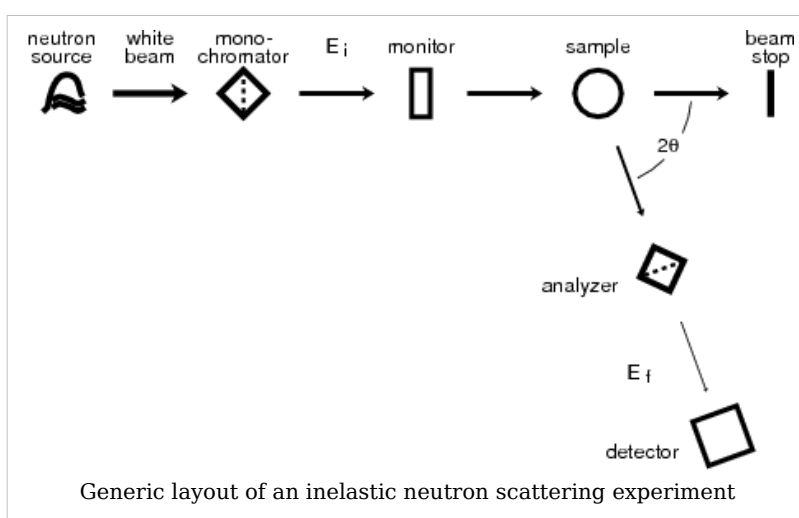 neutron
source
white
beam
mono-
chromator
E i
monitor
sample
beam
stop
2θ
analyzer
E f
detector
Generic layout of an inelastic neutron scattering experiment